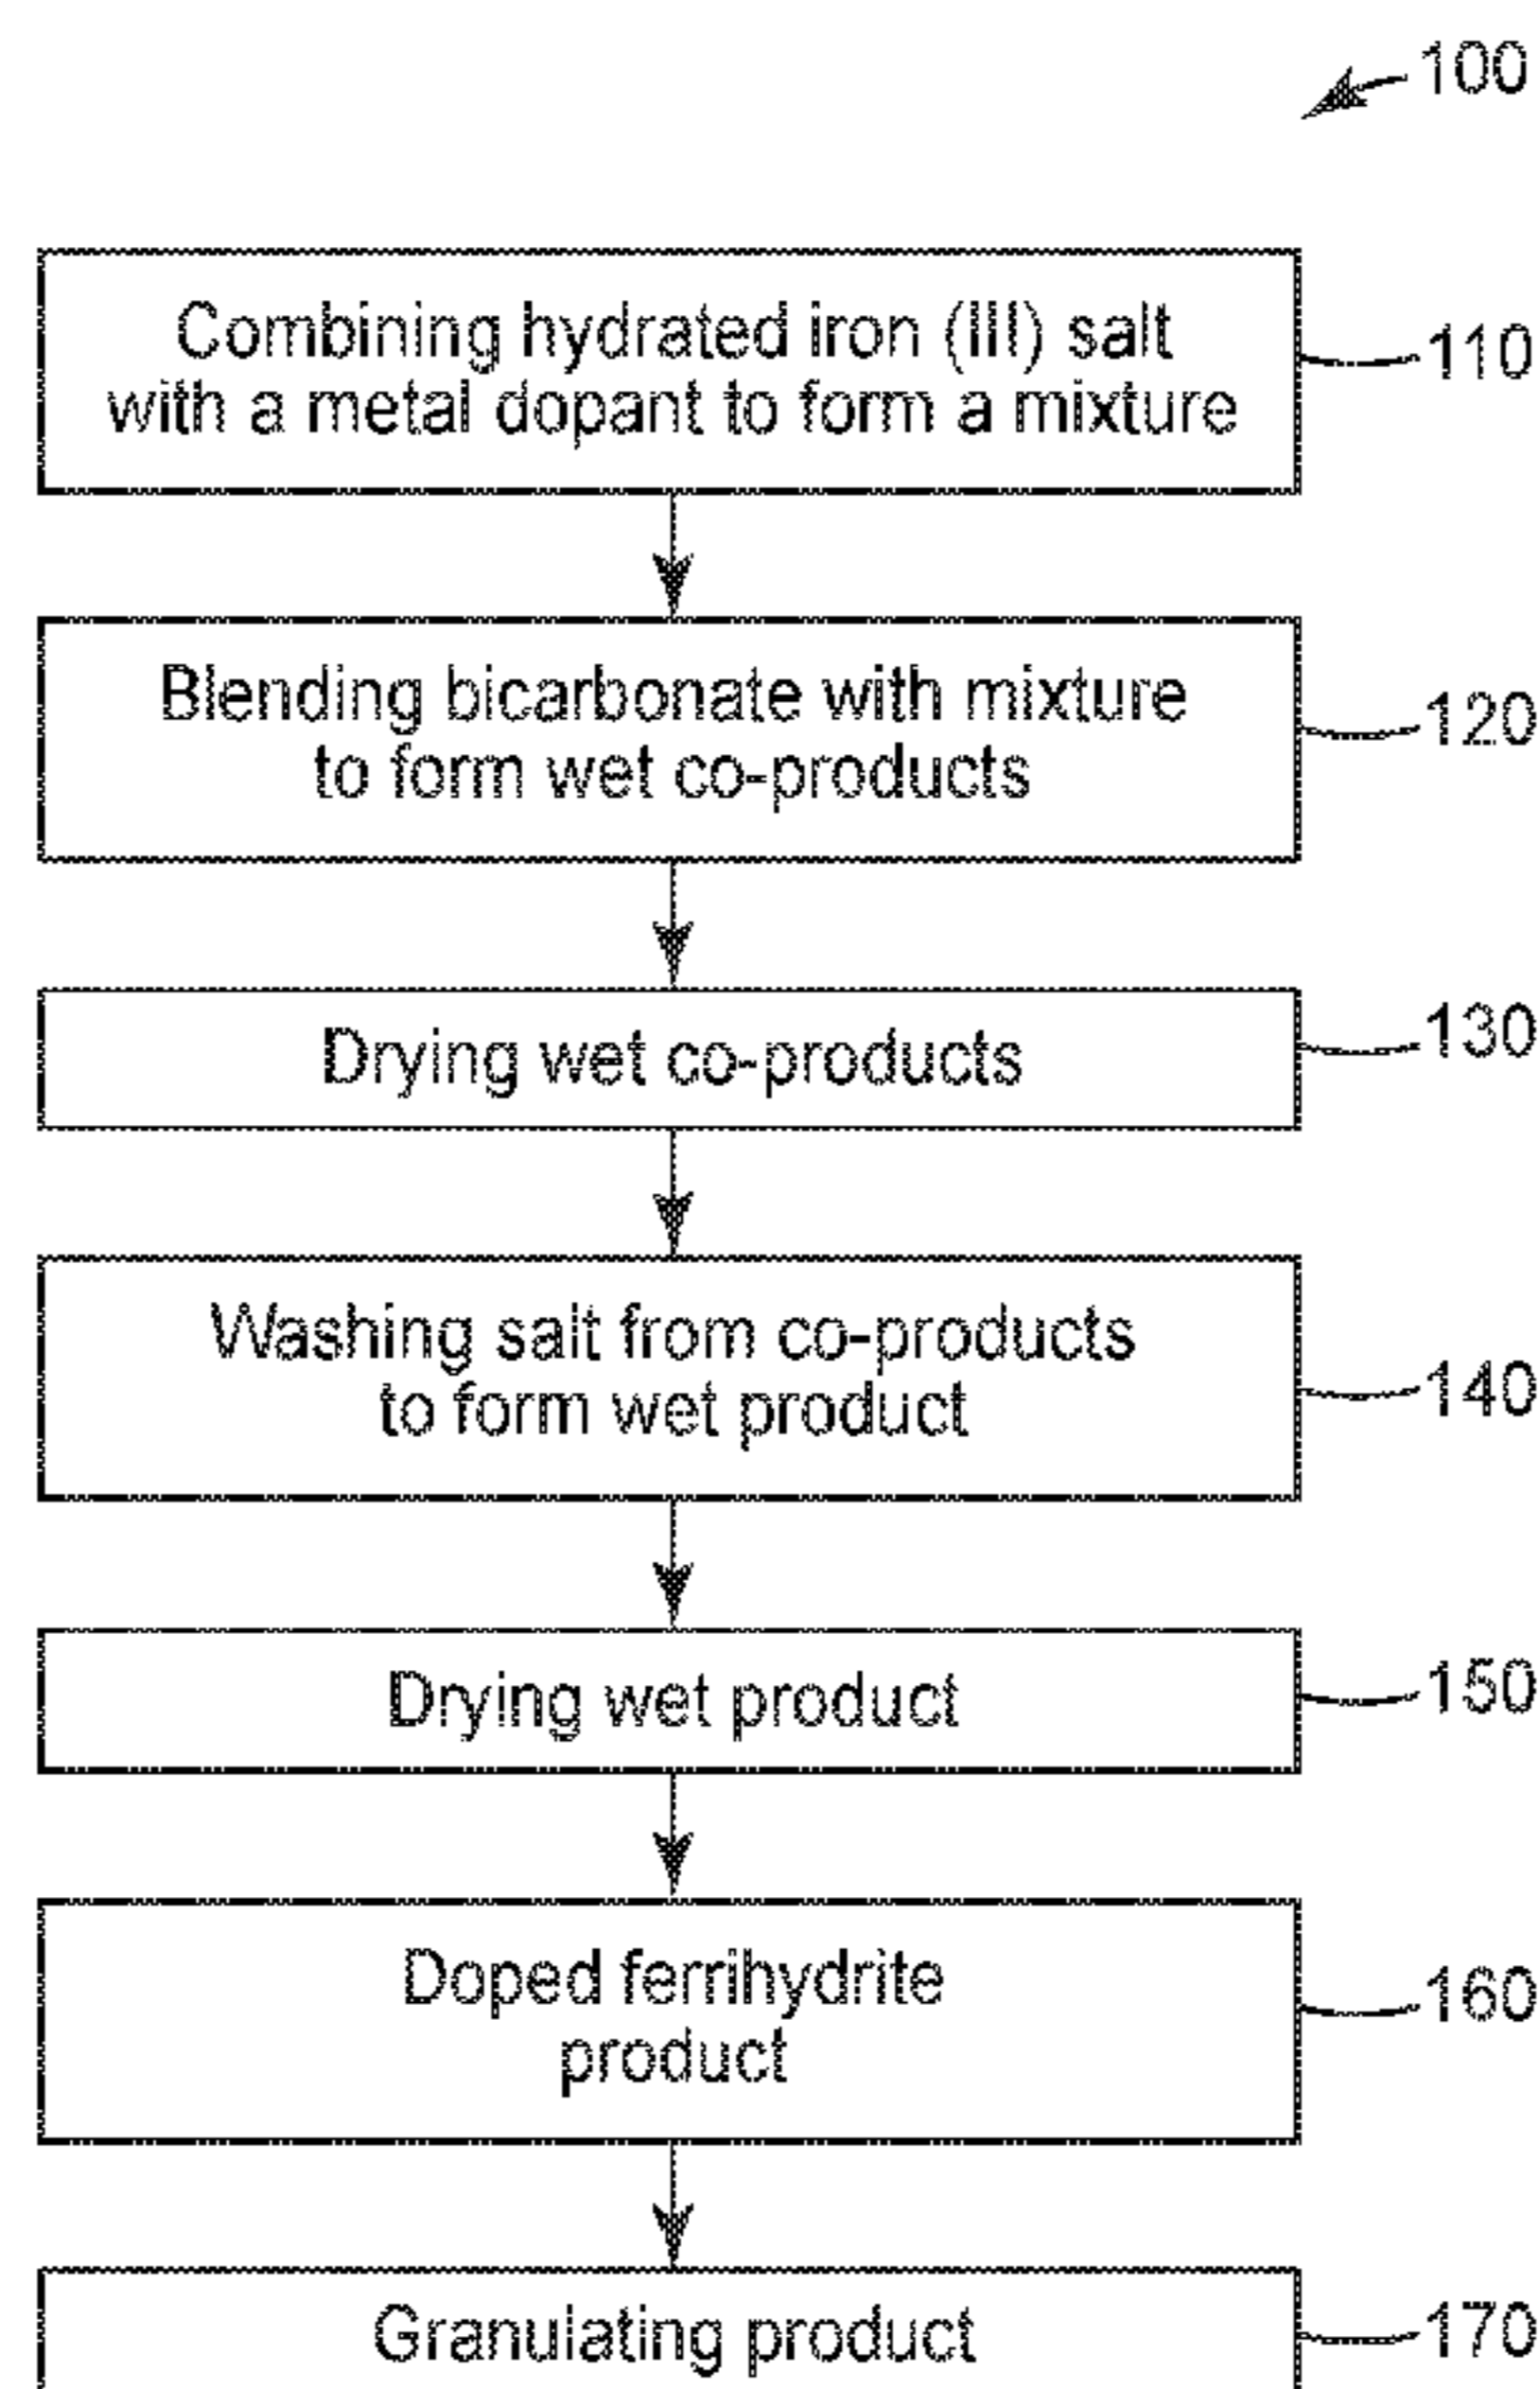 100
Combining hydrated iron (III) salt
with a metal dopant to form a mixture
110
Blending bicarbonate with mixture
to form wet co-products
120
Drying wet co-products
130
Washing salt from co-products
to form wet product
140
Drying wet product
150
Doped ferrihydrite
product
160
Granulating product
170